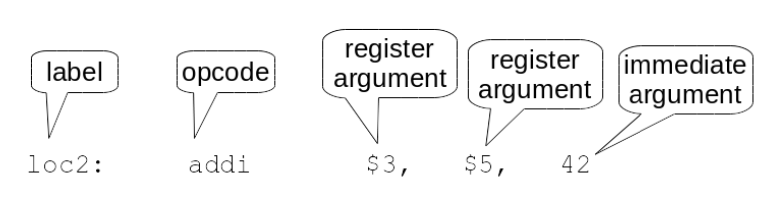 label
opcode
register
argument
register
argument
immediate
argument
loc2: addi $3, $5, 42